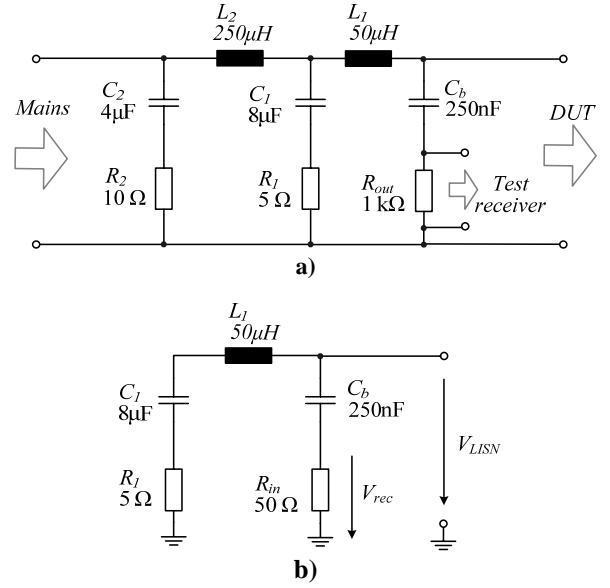 L2
250μH
L1
50μH
Mains
C2
4μF
C1
8μF
Cb
250nF
DUT
R2
10 Ω
R1
5 Ω
Rout
1 kΩ
Test
receiver
a)
L1
50μH
C1
8μF
Cb
250nF
R1
5 Ω
Rin
50 Ω
Vrec
VLISN
b)